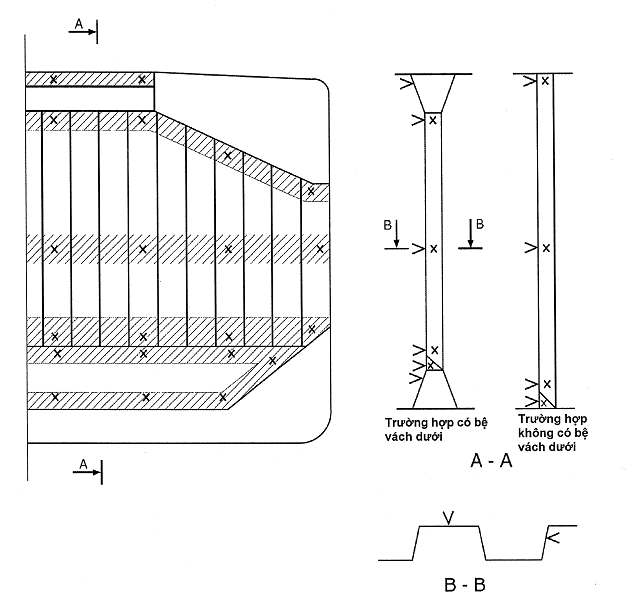 A
B
B
Trường hợp có bệ
vách dưới
Trường hợp
không có bệ
vách dưới
A - A
A
B - B